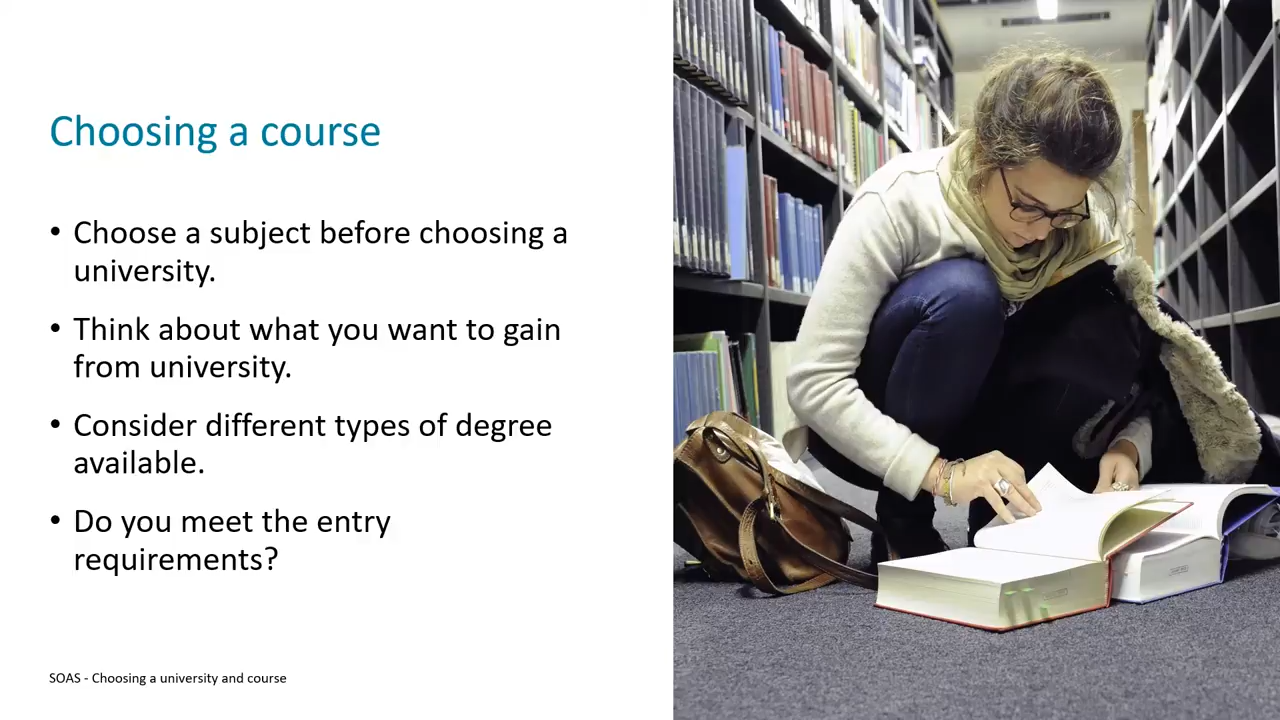 Choosing a course
• Choose a subject before choosing a
university.
• Think about what you want to gain
from university.
• Consider different types of degree
available.
• Do you meet the entry
requirements?
SOAS - Choosing a university and course